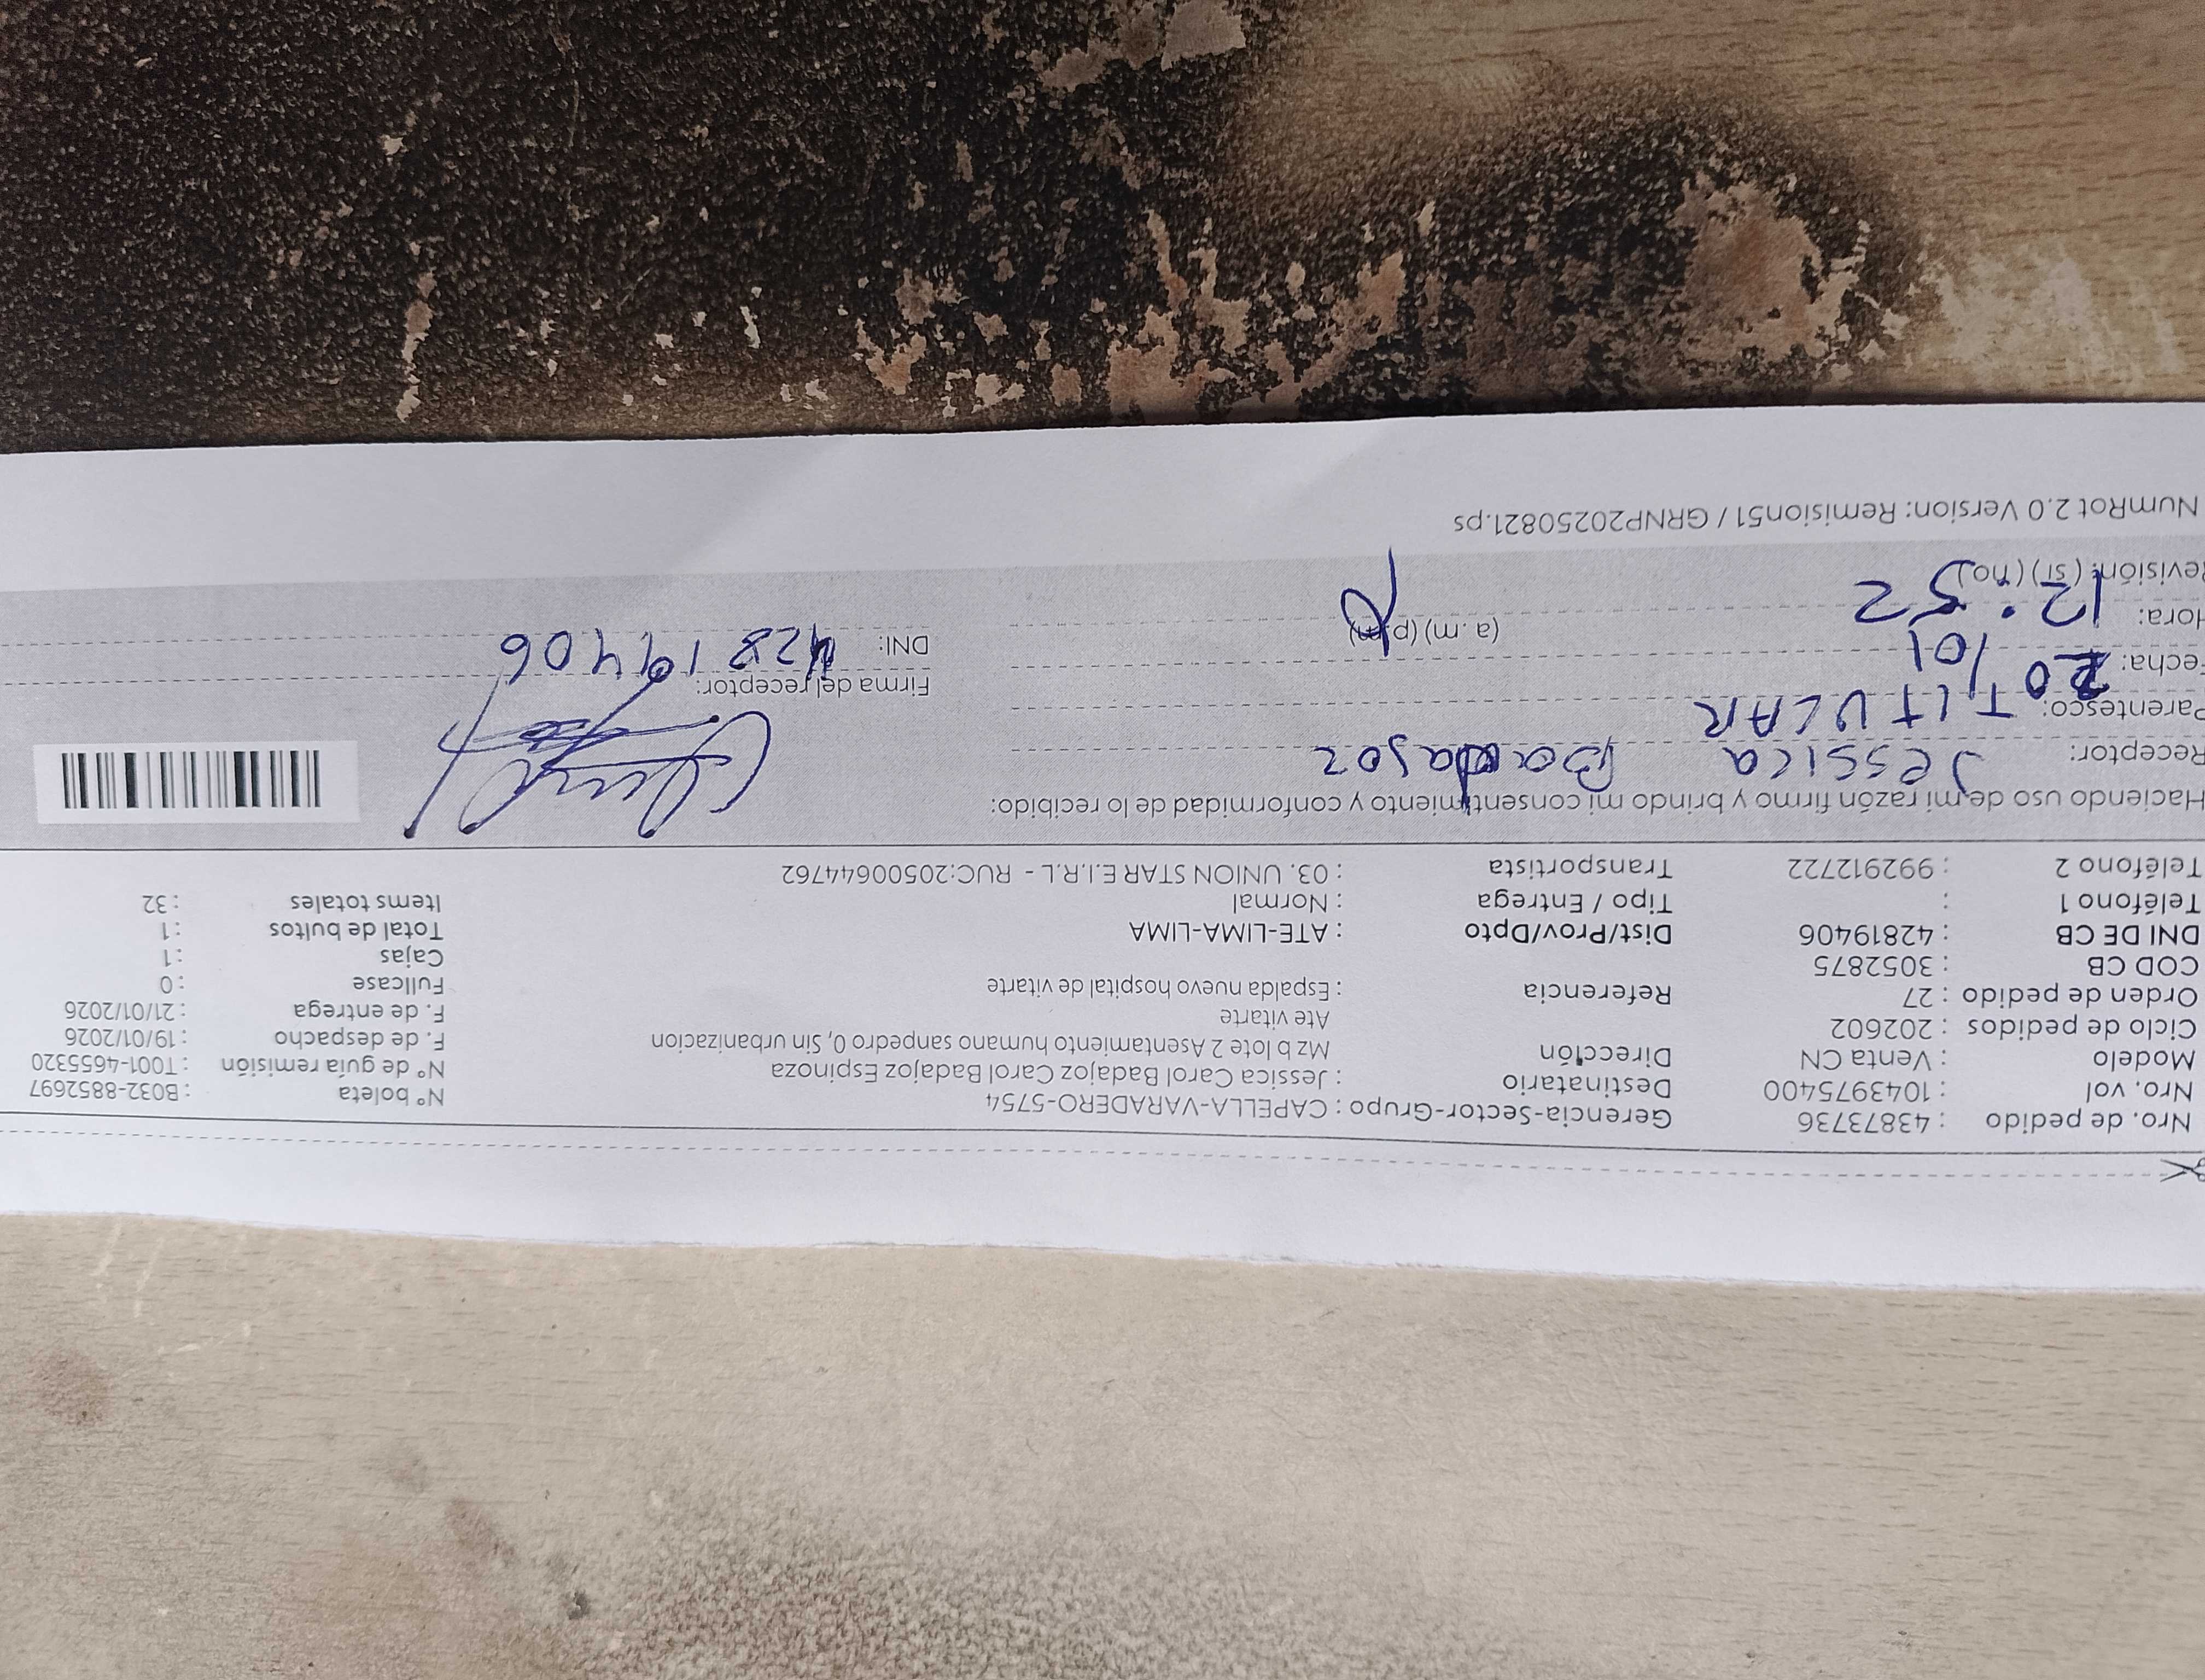 Nro. de pedido : 43873736 Gerencia-Sector-Grupo : CAPELLA-VARADERO-5754 N° boleta : B032-8852697
Nro. vol : 1043975400 Destinatario : Jessica Carol Badajoz Carol Badajoz Espinoza N° de guía remisión : T001-4655320
Modelo : Venta CN Dirección Mz b lote 2 Asentamiento humano sanpedro 0, Sin urbanizacion F. de despacho : 19/01/2026
Ciclo de pedidos : 202602 Ate vitarte F. de entrega : 21/01/2026
Orden de pedido : 27 Referencia : Espalda nuevo hospital de vitarte Fullcase : 0
COD CB : 3052875 Cajas : 1
DNI DE CB : 42819406 Dist/Prov/Dpto : ATE-LIMA-LIMA Total de bultos : 1
Teléfono 1 : Tipo / Entrega : Normal Items totales : 32
Teléfono 2 : 992912722 Transportista : 03. UNION STAR E.I.R.L - RUC:20500644762
Haciendo uso de mi razón firmo y brindo mi consentimiento y conformidad de lo recibido:
Receptor: Jessica Badajoz
Parentesco: TITULAR Firma del receptor:
Fecha: 20/01 DNI: 42819406
Hora: 12:52 (a.m) (p.m) p
Revisión: (si) (no)
NumRot 2.0 Version: Remision51 / GRNP20250821.ps